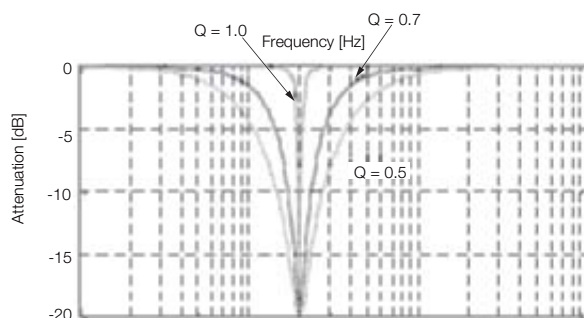 Q = 1.0
Q = 0.7
Frequency [Hz]
Attenuation [dB]
0
-5
-10
-15
-20
Q = 0.5